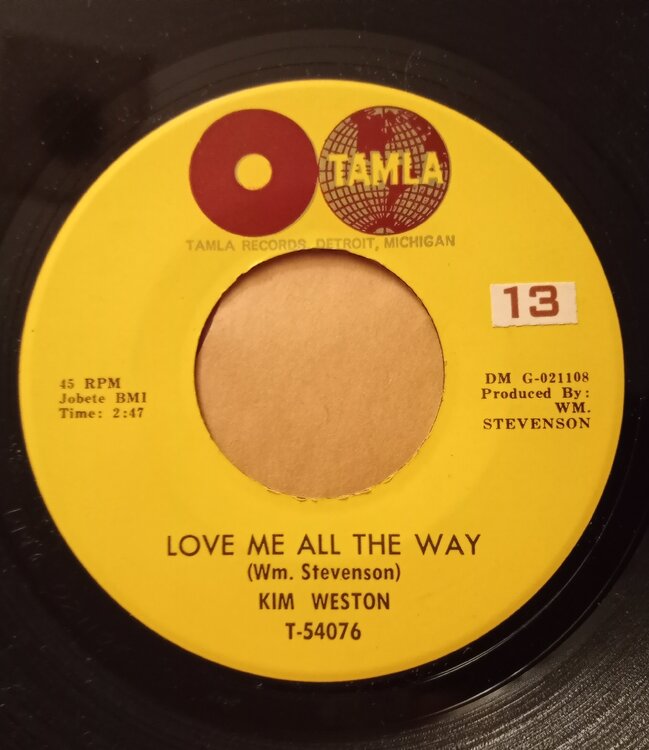 TAMLA
TAMLA RECORDS, DETROIT, MICHIGAN
13
45 RPM
Jobete BMI
Time: 2:47
DM G-021108
Produced By:
WM.
STEVENSON
LOVE ME ALL THE WAY
(Wm. Stevenson)
KIM WESTON
T-54076